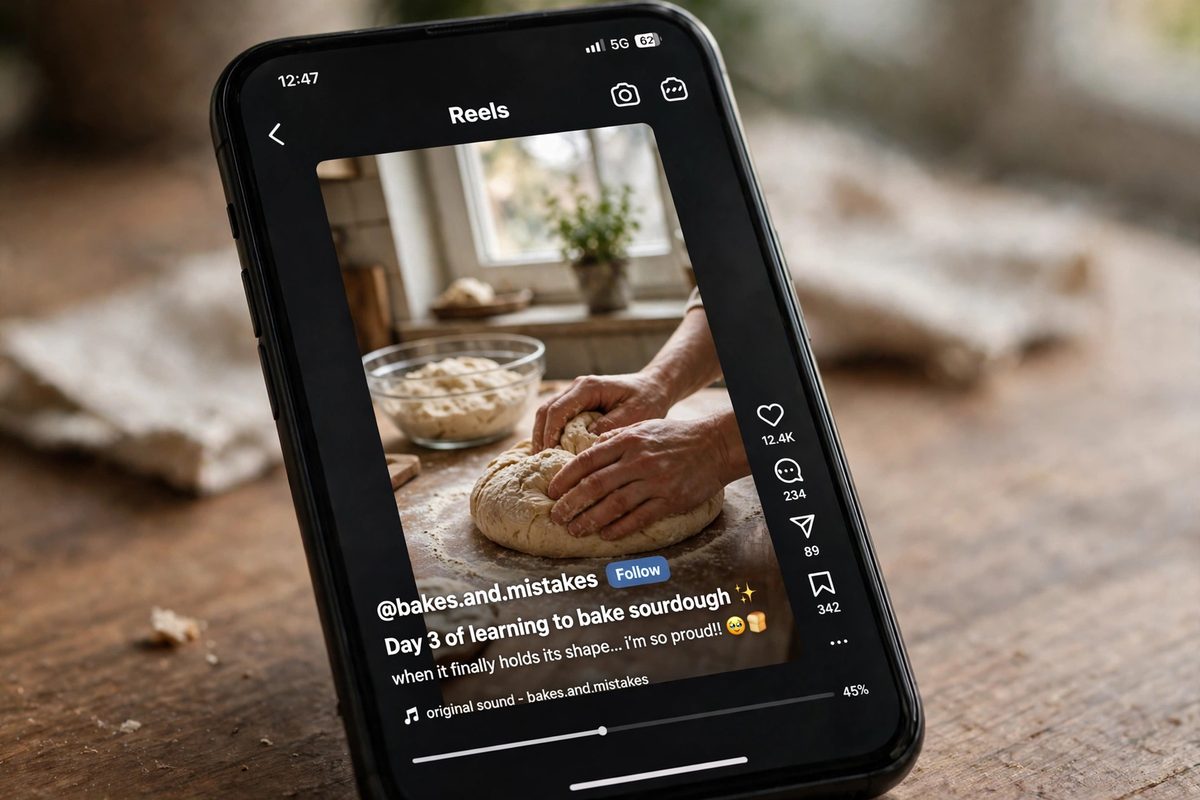 12:47
5G 62
Reels
12.4K
234
89
342
@bakes.and.mistakes Follow
Day 3 of learning to bake sourdough ✨
when it finally holds its shape... i'm so proud!! 🥹🍞
original sound - bakes.and.mistakes
45%